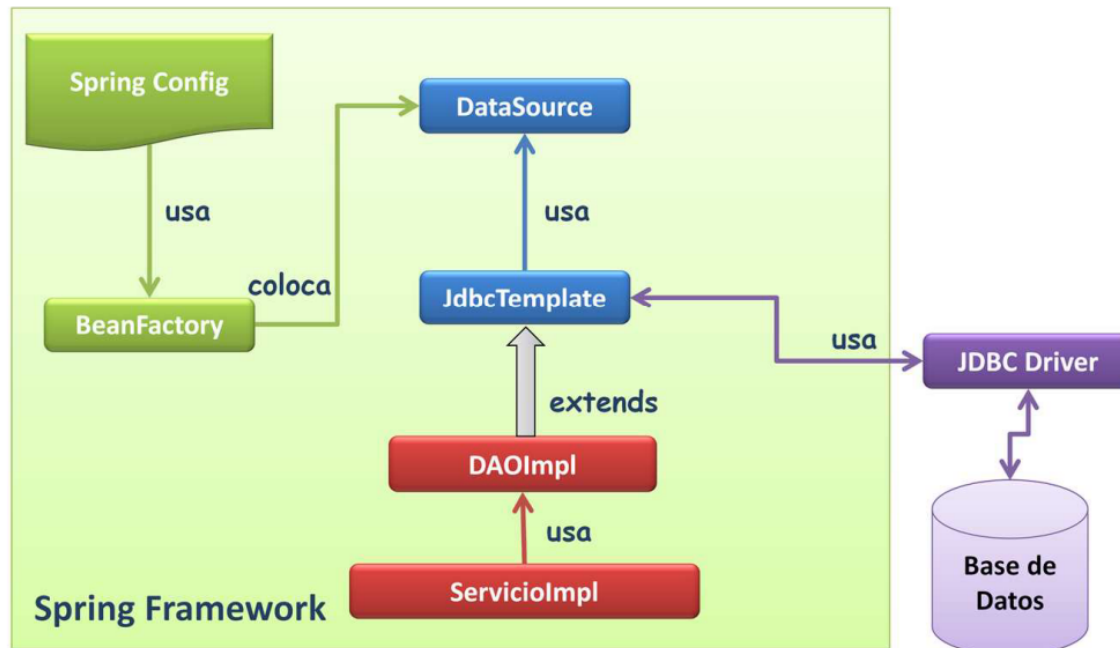 Spring Config
DataSource
usa
usa
coloca
BeanFactory
JdbcTemplate
usa
JDBC Driver
extends
DAOImpl
usa
ServicioImpl
Base de
Datos
Spring Framework